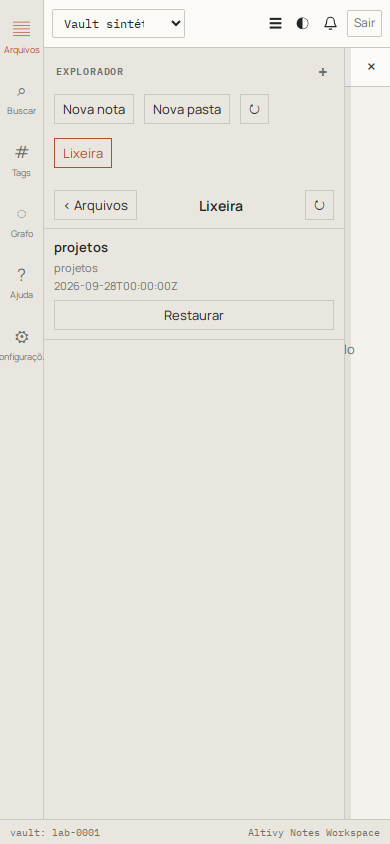 Vault sintét
Sair
Arquivos
Buscar
Tags
Grafo
? Ajuda
onfiguraçõ
EXPLORADOR +
Nova nota Nova pasta
Lixeira
‹ Arquivos Lixeira
projetos
projetos
2026-09-28T00:00:00Z
Restaurar
lo
vault: lab-0001 Altivy Notes Workspace